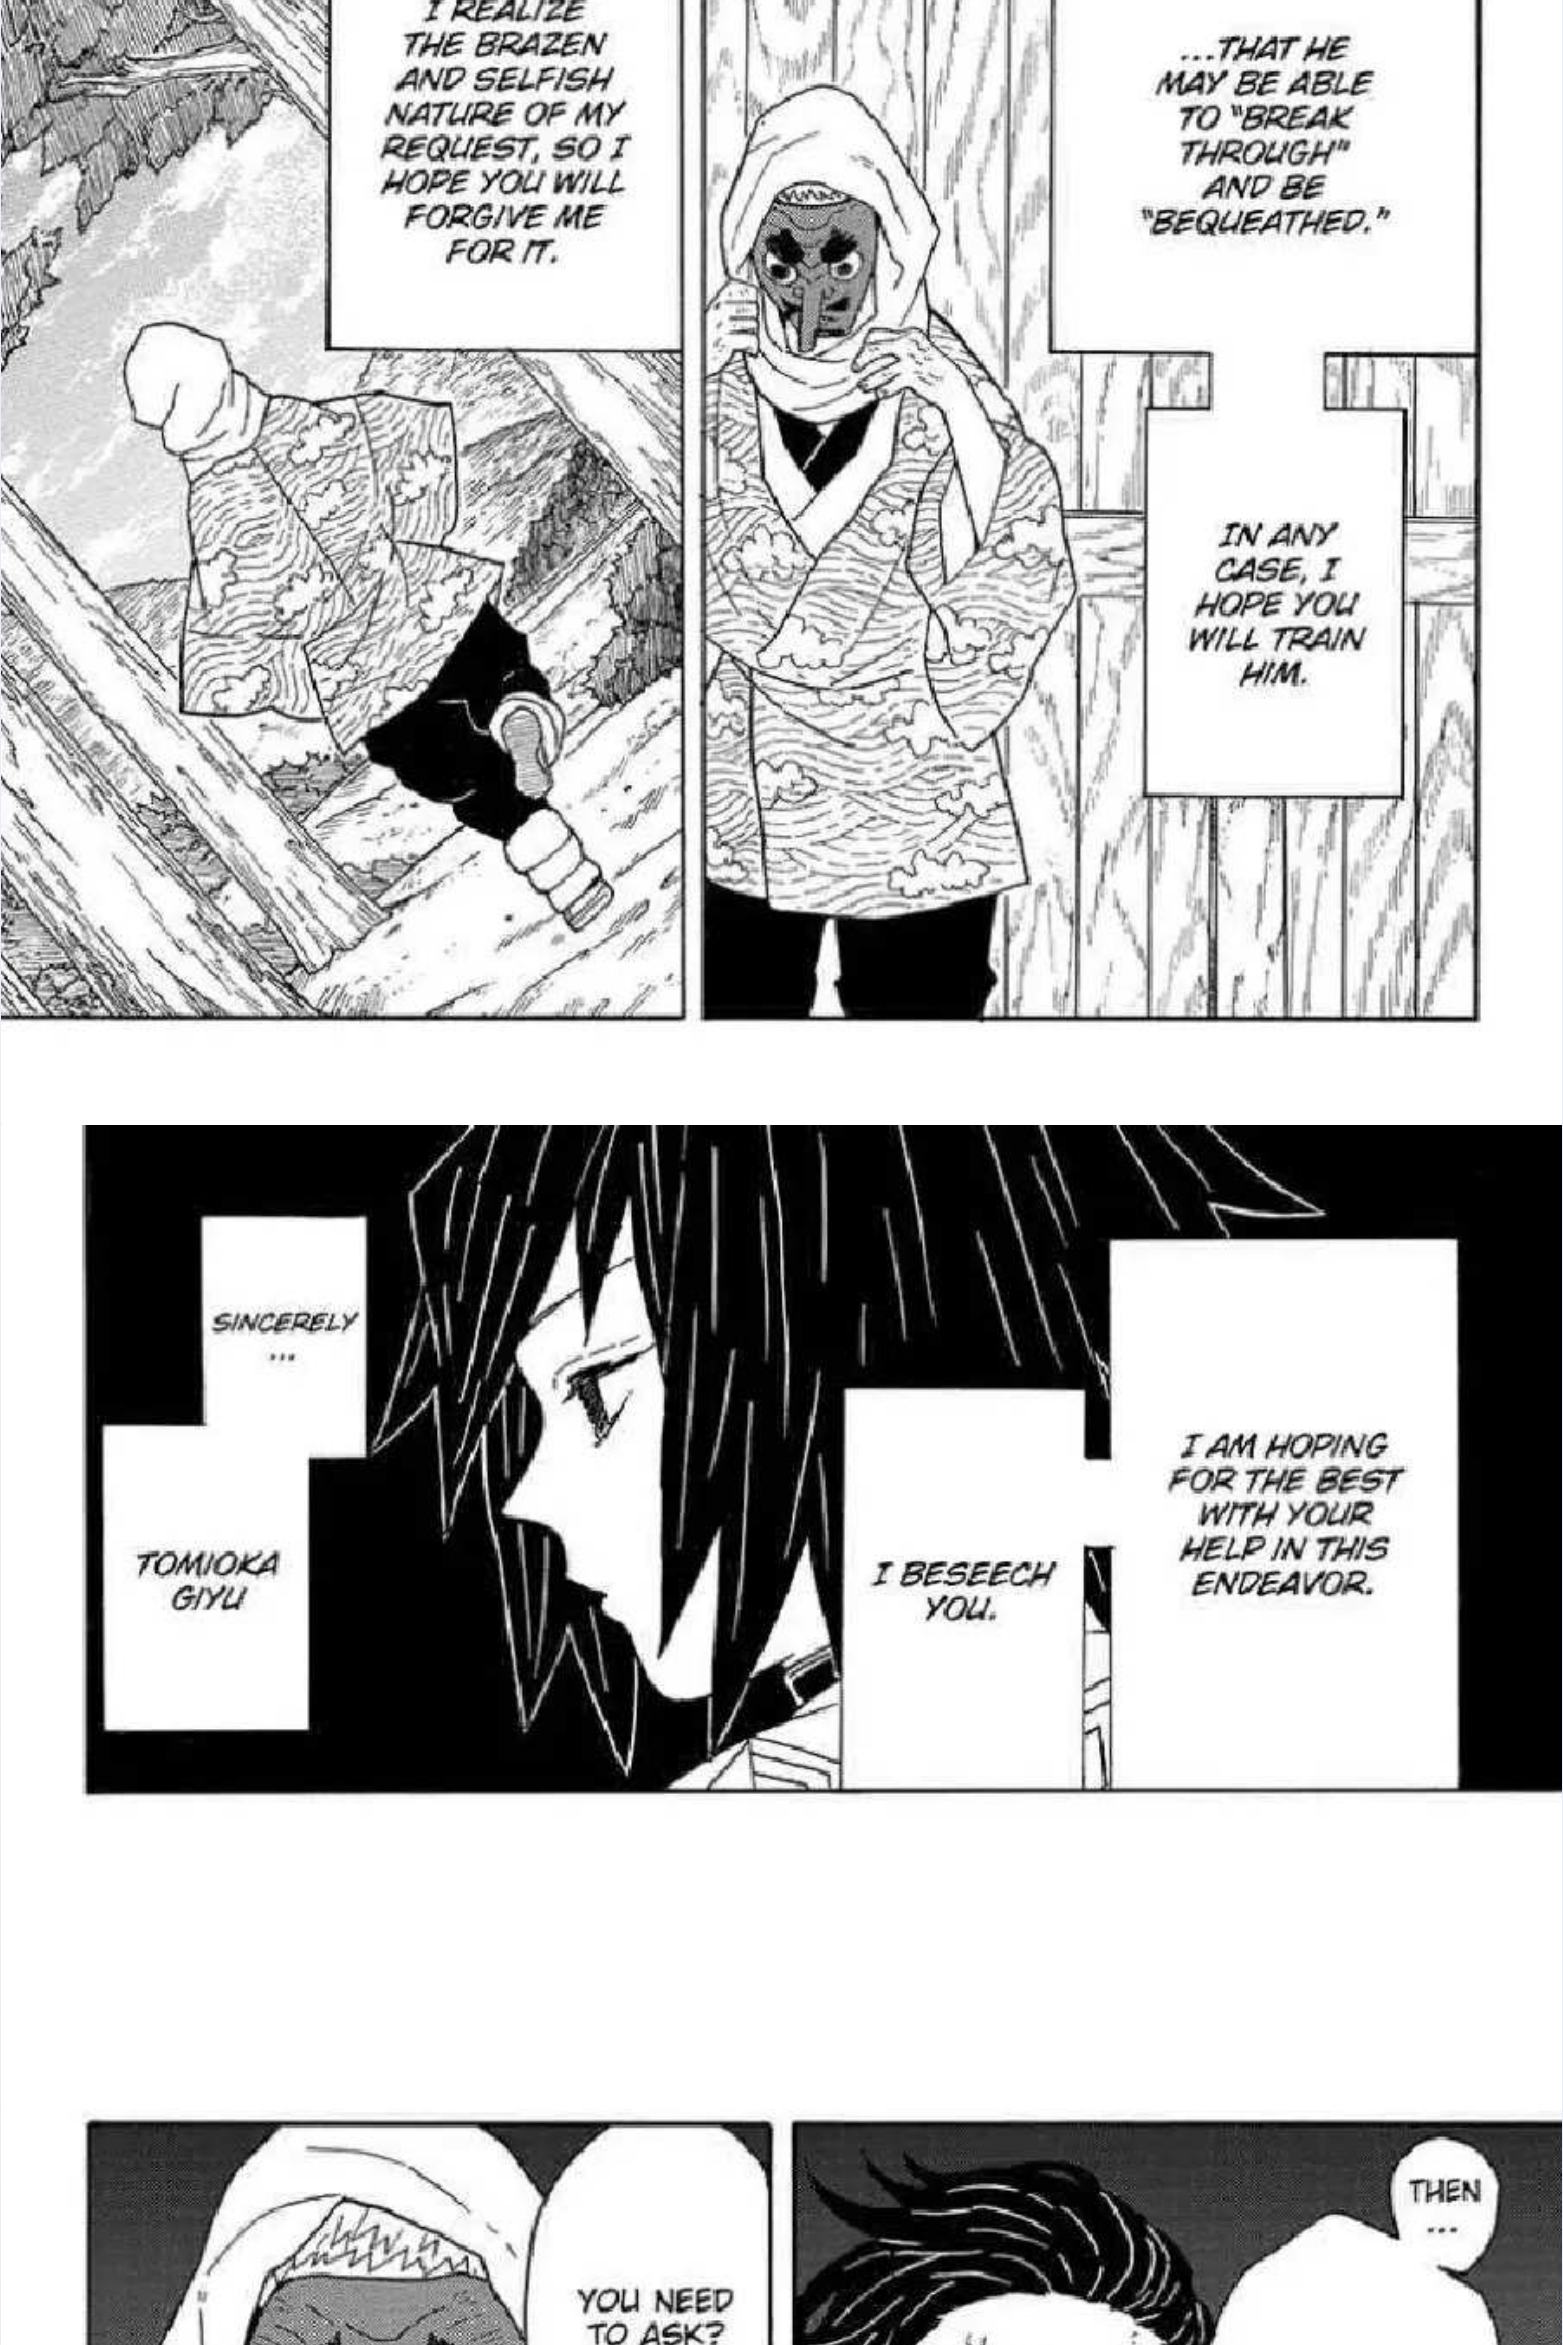 ...THAT HE
MAY BE ABLE
TO "BREAK
THROUGH"
AND BE
"BEQUEATHED."
IN ANY
CASE, I
HOPE YOU
WILL TRAIN
HIM.
I REALIZE
THE BRAZEN
AND SELFISH
NATURE OF MY
REQUEST, SO I
HOPE YOU WILL
FORGIVE ME
FOR IT.
I AM HOPING
FOR THE BEST
WITH YOUR
HELP IN THIS
ENDEAVOR.
I BESEECH
YOU.
SINCERELY
...
TOMIOKA
GIYU
THEN
...
YOU NEED
TO ASK?